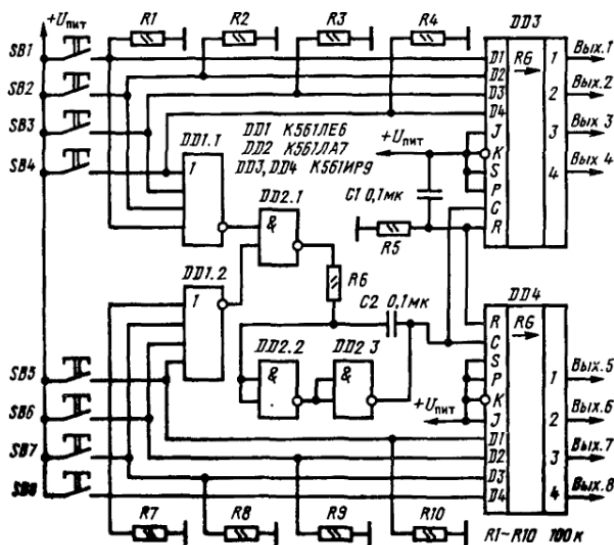 +Uпит R1 R2 R3 R4 DD3
SB1 D1 RG 1 Вых.1
SB2 D2 2 Вых.2
SB3 D3 3 Вых 3
SB4 D4 4 Вых 4
DD1 К561ЛЕ6
DD2 К561ЛА7
DD3, DD4 К561ИР9
J
+Uпит K
S
P
C
R
DD1.1
1
C1 0,1мк
R5
DD2.1
&
R6
DD1.2
1
C2 0,1мк
DD2.2 DD2 3
& &
DD4
R RG
C
S
P
K
J
+Uпит
SB5 D1 1 Вых.5
SB6 D2 2 Вых.6
SB7 D3 3 Вых.7
SB8 D4 4 Вых.8
R7 R8 R9 R10
R1-R10 100к